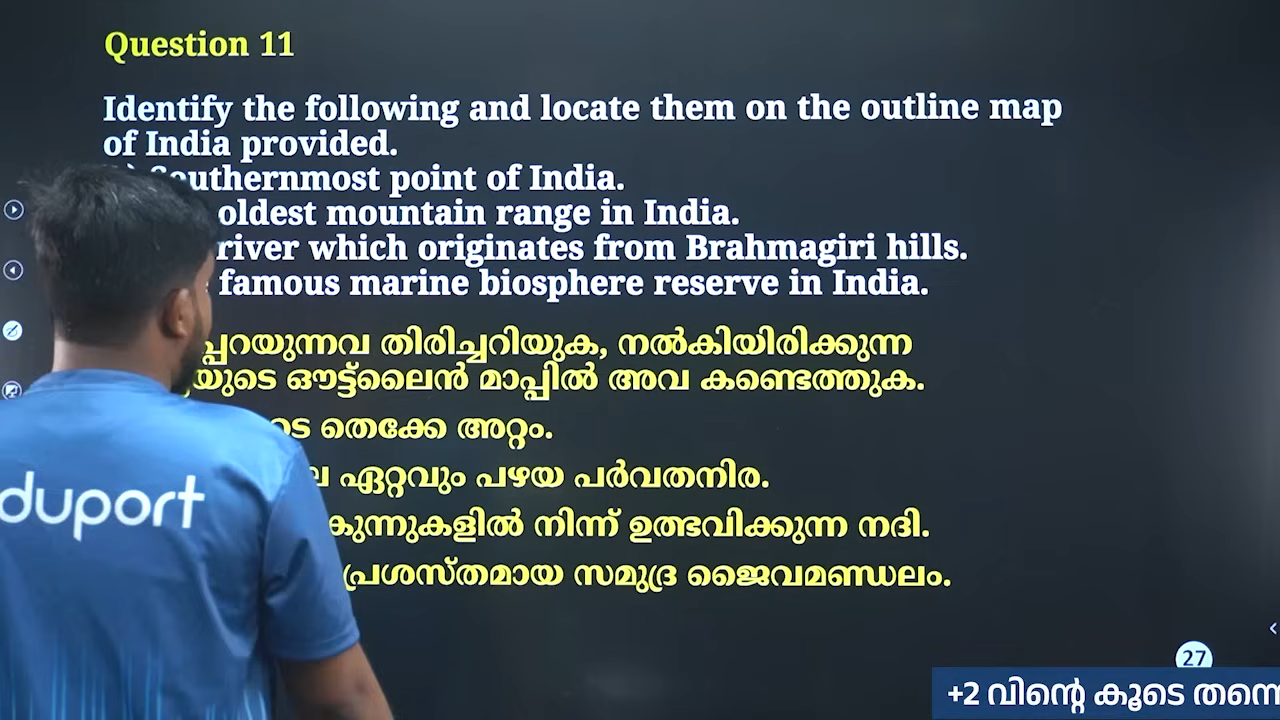 Question 11
Identify the following and locate them on the outline map
of India provided.
Southernmost point of India.
oldest mountain range in India.
river which originates from Brahmagiri hills.
famous marine biosphere reserve in India.
പ്പറയുന്നവ തിരിച്ചറിയുക, നൽകിയിരിക്കുന്ന
യുടെ ഔട്ട്ലൈൻ മാപ്പിൽ അവ കണ്ടെത്തുക.
തെക്കേ അറ്റം.
ഏറ്റവും പഴയ പർവതനിര.
കുന്നുകളിൽ നിന്ന് ഉത്ഭവിക്കുന്ന നദി.
പ്രശസ്തമായ സമുദ്ര ജൈവമണ്ഡലം.
duport
27
+2 വിന്റെ കൂടെ തന്നെ